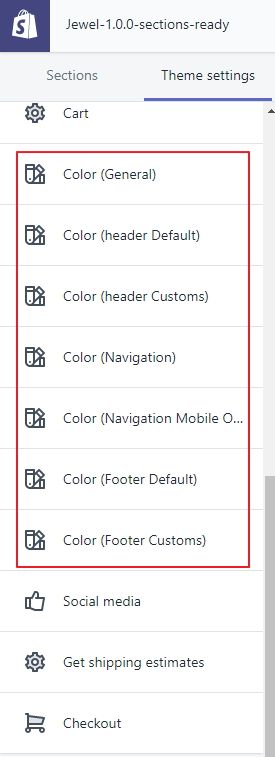 Jewel-1.0.0-sections-ready
Sections Theme settings
Cart
Color (General)
Color (header Default)
Color (header Customs)
Color (Navigation)
Color (Navigation Mobile O...
Color (Footer Default)
Color (Footer Customs)
Social media
Get shipping estimates
Checkout